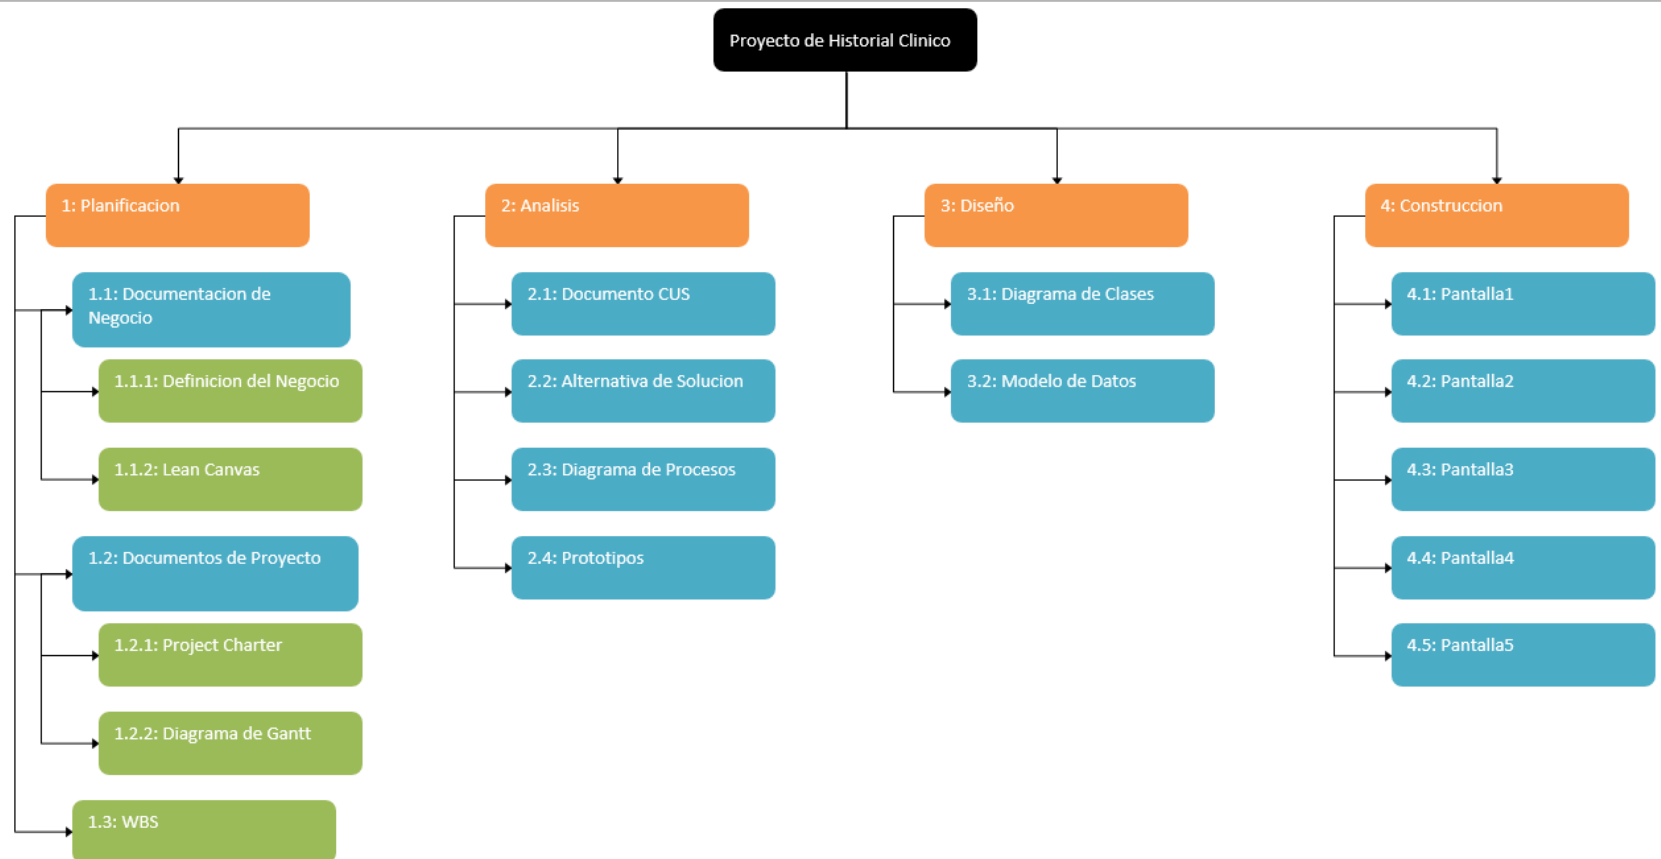 Proyecto de Historial Clinico
1: Planificacion
1.1: Documentacion de
Negocio
1.1.1: Definicion del Negocio
1.1.2: Lean Canvas
1.2: Documentos de Proyecto
1.2.1: Project Charter
1.2.2: Diagrama de Gantt
1.3: WBS
2: Analisis
2.1: Documento CUS
2.2: Alternativa de Solucion
2.3: Diagrama de Procesos
2.4: Prototipos
3: Diseño
3.1: Diagrama de Clases
3.2: Modelo de Datos
4: Construccion
4.1: Pantalla1
4.2: Pantalla2
4.3: Pantalla3
4.4: Pantalla4
4.5: Pantalla5